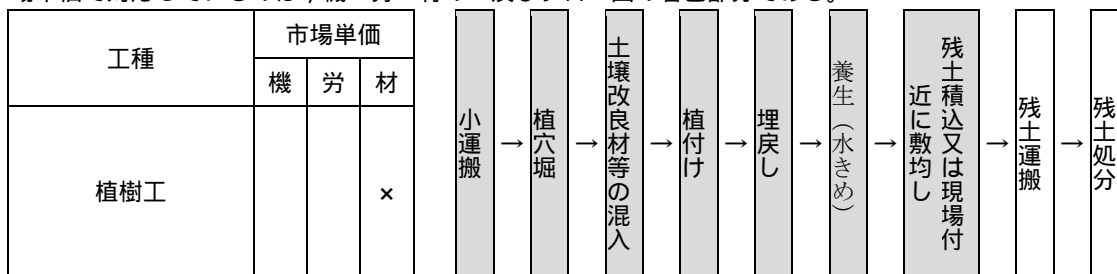 工種
市場単価
機 労 材
植樹工
×
小運搬
→
植穴堀
→
土壌改良材等の混入
→
植付け
→
埋戻し
→
養生（水きめ）
→
残土積込又は現場付
近に敷均し
→
残土運搬
→
残土処分